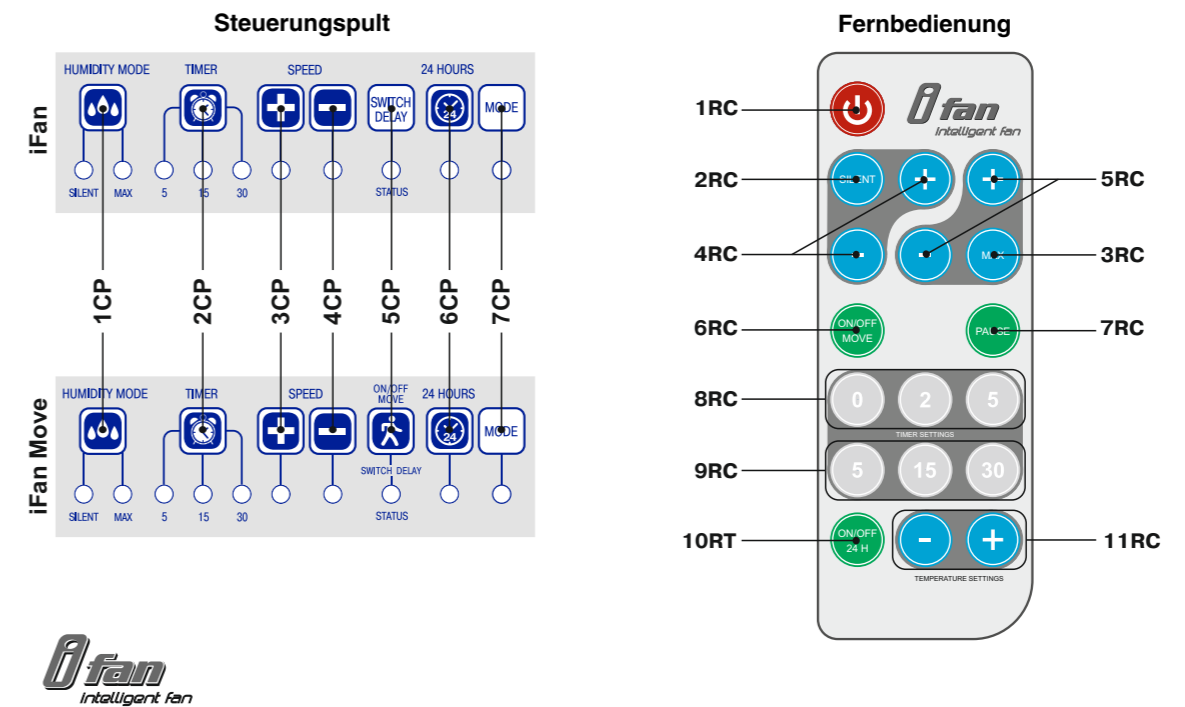 Steuerungspult
iFan
HUMIDITY MODE TIMER SPEED 24 HOURS
SWITCH DELAY
24
MODE
SILENT MAX 5 15 30 STATUS
1CP 2CP 3CP 4CP 5CP 6CP 7CP
iFan Move
HUMIDITY MODE TIMER SPEED ON/OFF MOVE 24 HOURS
24
MODE
SWITCH DELAY
SILENT MAX 5 15 30 STATUS
ifan
intelligent fan
Fernbedienung
1RC
ifan
intelligent fan
2RC SILENT + + 5RC
4RC - - MAX 3RC
6RC ON/OFF MOVE PAUSE 7RC
8RC 0 2 5
TIMER SETTINGS
9RC 5 15 30
10RT ON/OFF 24 H - + 11RC
TEMPERATURE SETTINGS